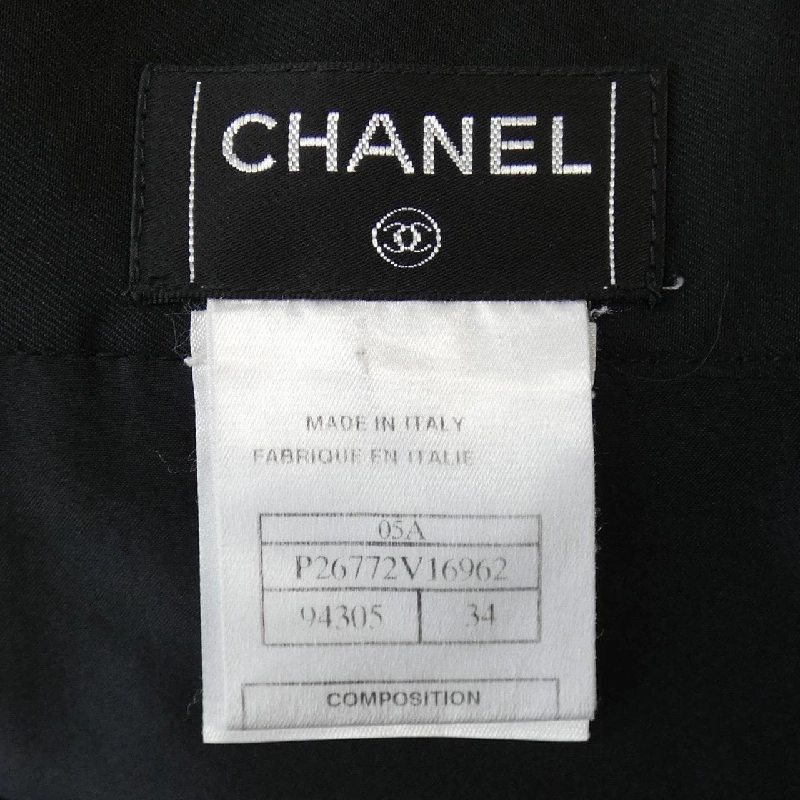 CHANEL
MADE IN ITALY
FABRIQUE EN ITALIE
05A
P26772V16962
94305 34
COMPOSITION